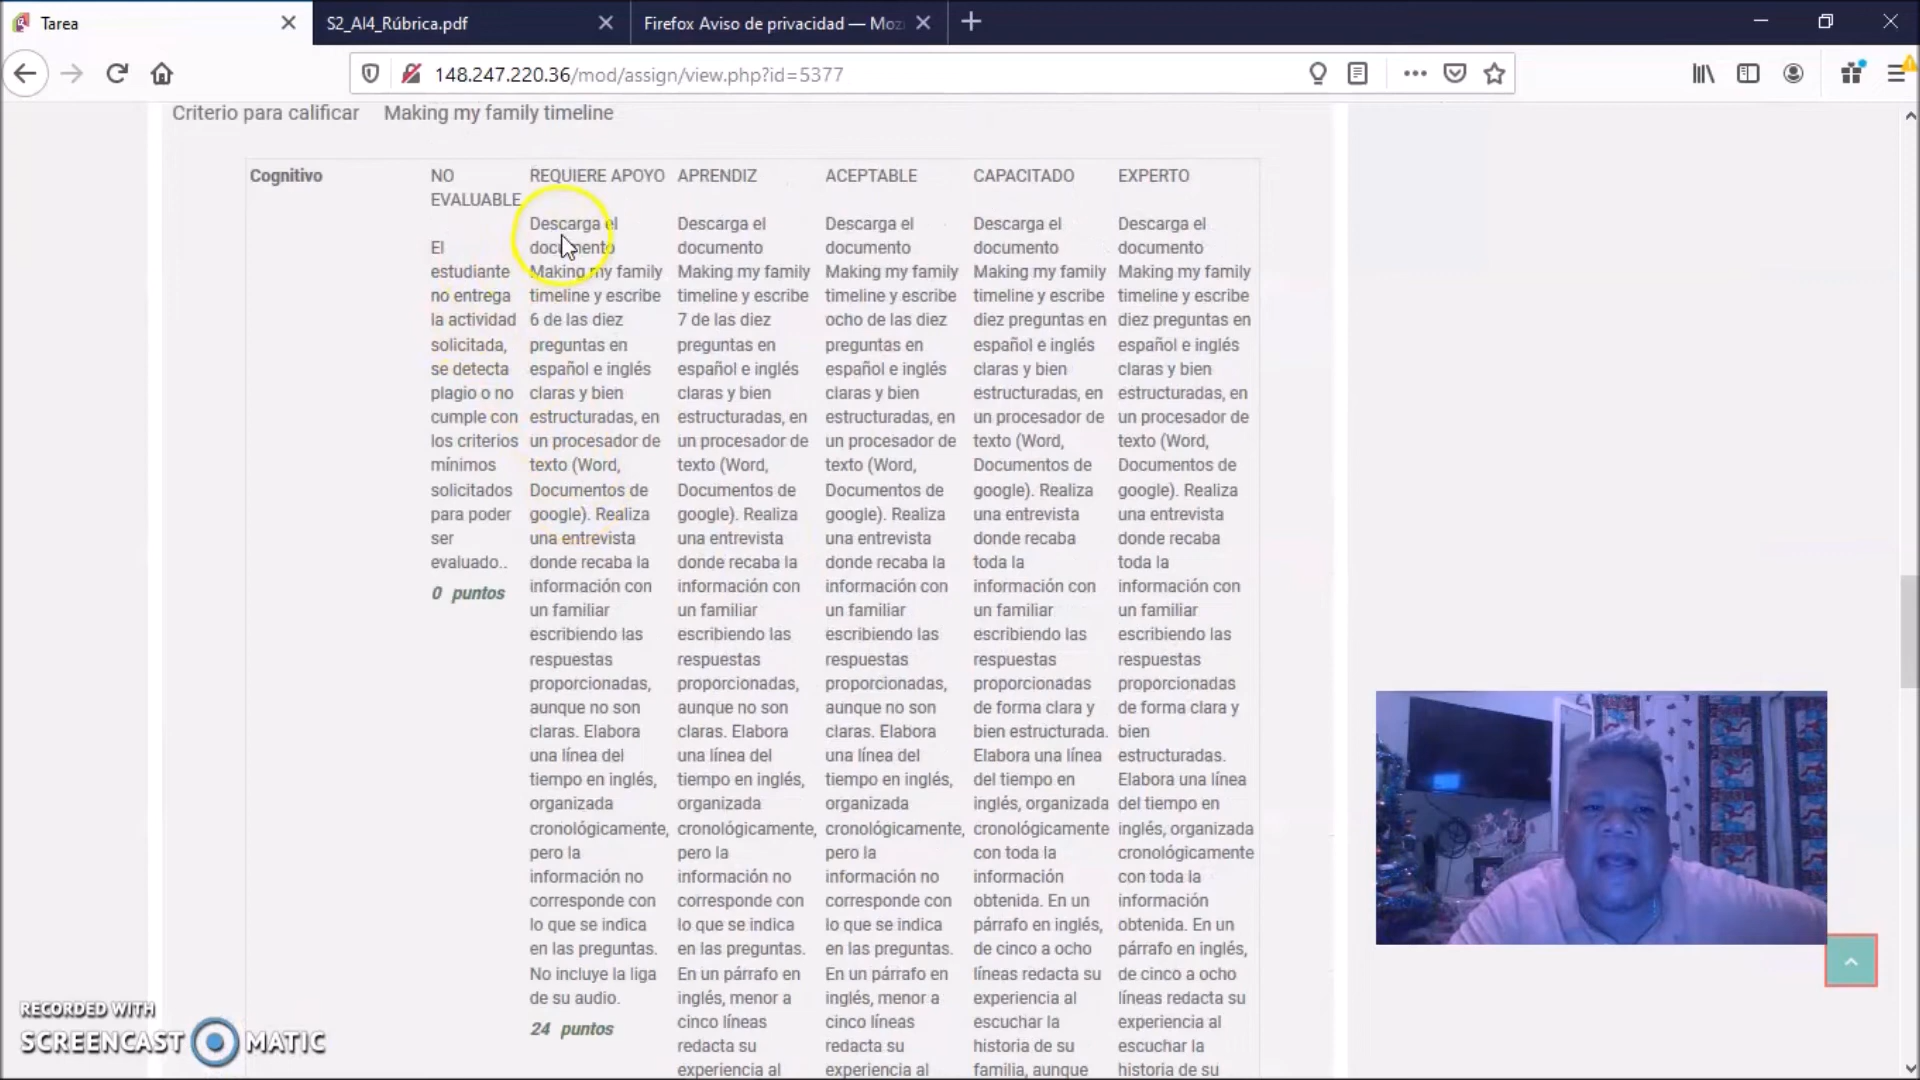 Tarea
S2_AI4_Rúbrica.pdf
Firefox Aviso de privacidad — Moz
148.247.220.36/mod/assign/view.php?id=5377
Criterio para calificar Making my family timeline
Cognitivo
NO
EVALUABLE
El
estudiante
no entrega
la actividad
solicitada,
se detecta
plagio o no
cumple con
los criterios
mínimos
solicitados
para poder
ser
evaluado..
0 puntos
REQUIERE APOYO
Descarga el
documento
Making my family
timeline y escribe
6 de las diez
preguntas en
español e inglés
claras y bien
estructuradas, en
un procesador de
texto (Word,
Documentos de
google). Realiza
una entrevista
donde recaba la
información con
un familiar
escribiendo las
respuestas
proporcionadas,
aunque no son
claras. Elabora
una línea del
tiempo en inglés,
organizada
cronológicamente,
pero la
información no
corresponde con
lo que se indica
en las preguntas.
No incluye la liga
de su audio.
24 puntos
APRENDIZ
Descarga el
documento
Making my family
timeline y escribe
7 de las diez
preguntas en
español e inglés
claras y bien
estructuradas, en
un procesador de
texto (Word,
Documentos de
google). Realiza
una entrevista
donde recaba la
información con
un familiar
escribiendo las
respuestas
proporcionadas,
aunque no son
claras. Elabora
una línea del
tiempo en inglés,
organizada
cronológicamente,
pero la
información no
corresponde con
lo que se indica
en las preguntas.
En un párrafo en
inglés, menor a
cinco líneas
redacta su
experiencia al
ACEPTABLE
Descarga el
documento
Making my family
timeline y escribe
ocho de las diez
preguntas en
español e inglés
claras y bien
estructuradas, en
un procesador de
texto (Word,
Documentos de
google). Realiza
una entrevista
donde recaba la
información con
un familiar
escribiendo las
respuestas
proporcionadas,
aunque no son
claras. Elabora
una línea del
tiempo en inglés,
organizada
cronológicamente,
pero la
información no
corresponde con
lo que se indica
en las preguntas.
En un párrafo en
inglés, menor a
cinco líneas
redacta su
experiencia al
CAPACITADO
Descarga el
documento
Making my family
timeline y escribe
diez preguntas en
español e inglés
claras y bien
estructuradas, en
un procesador de
texto (Word,
Documentos de
google). Realiza
una entrevista
donde recaba
toda la
información con
un familiar
escribiendo las
respuestas
proporcionadas
de forma clara y
bien estructurada.
Elabora una línea
del tiempo en
inglés, organizada
cronológicamente
con toda la
información
obtenida. En un
párrafo en inglés,
de cinco a ocho
líneas redacta su
experiencia al
escuchar la
historia de su
familia, aunque
EXPERTO
Descarga el
documento
Making my family
timeline y escribe
diez preguntas en
español e inglés
claras y bien
estructuradas, en
un procesador de
texto (Word,
Documentos de
google). Realiza
una entrevista
donde recaba
toda la
información con
un familiar
escribiendo las
respuestas
proporcionadas
de forma clara y
bien
estructuradas.
Elabora una línea
del tiempo en
inglés, organizada
cronológicamente
con toda la
información
obtenida. En un
párrafo en inglés,
de cinco a ocho
líneas redacta su
experiencia al
escuchar la
historia de su
RECORDED WITH
SCREENCAST MATIC